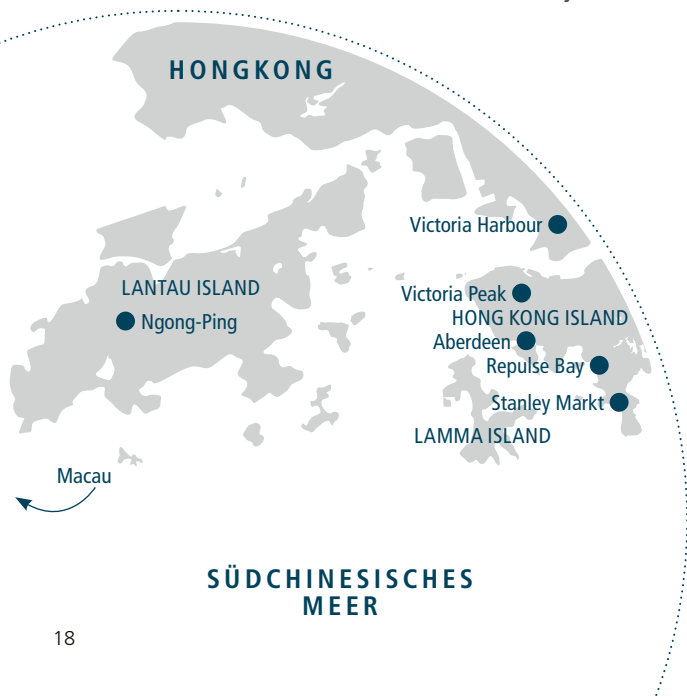 HONGKONG
Victoria Harbour
LANTAU ISLAND
Victoria Peak
Ngong-Ping
HONG KONG ISLAND
Aberdeen
Repulse Bay
Stanley Markt
LAMMA ISLAND
Macau
SÜDCHINESISCHES
MEER
18